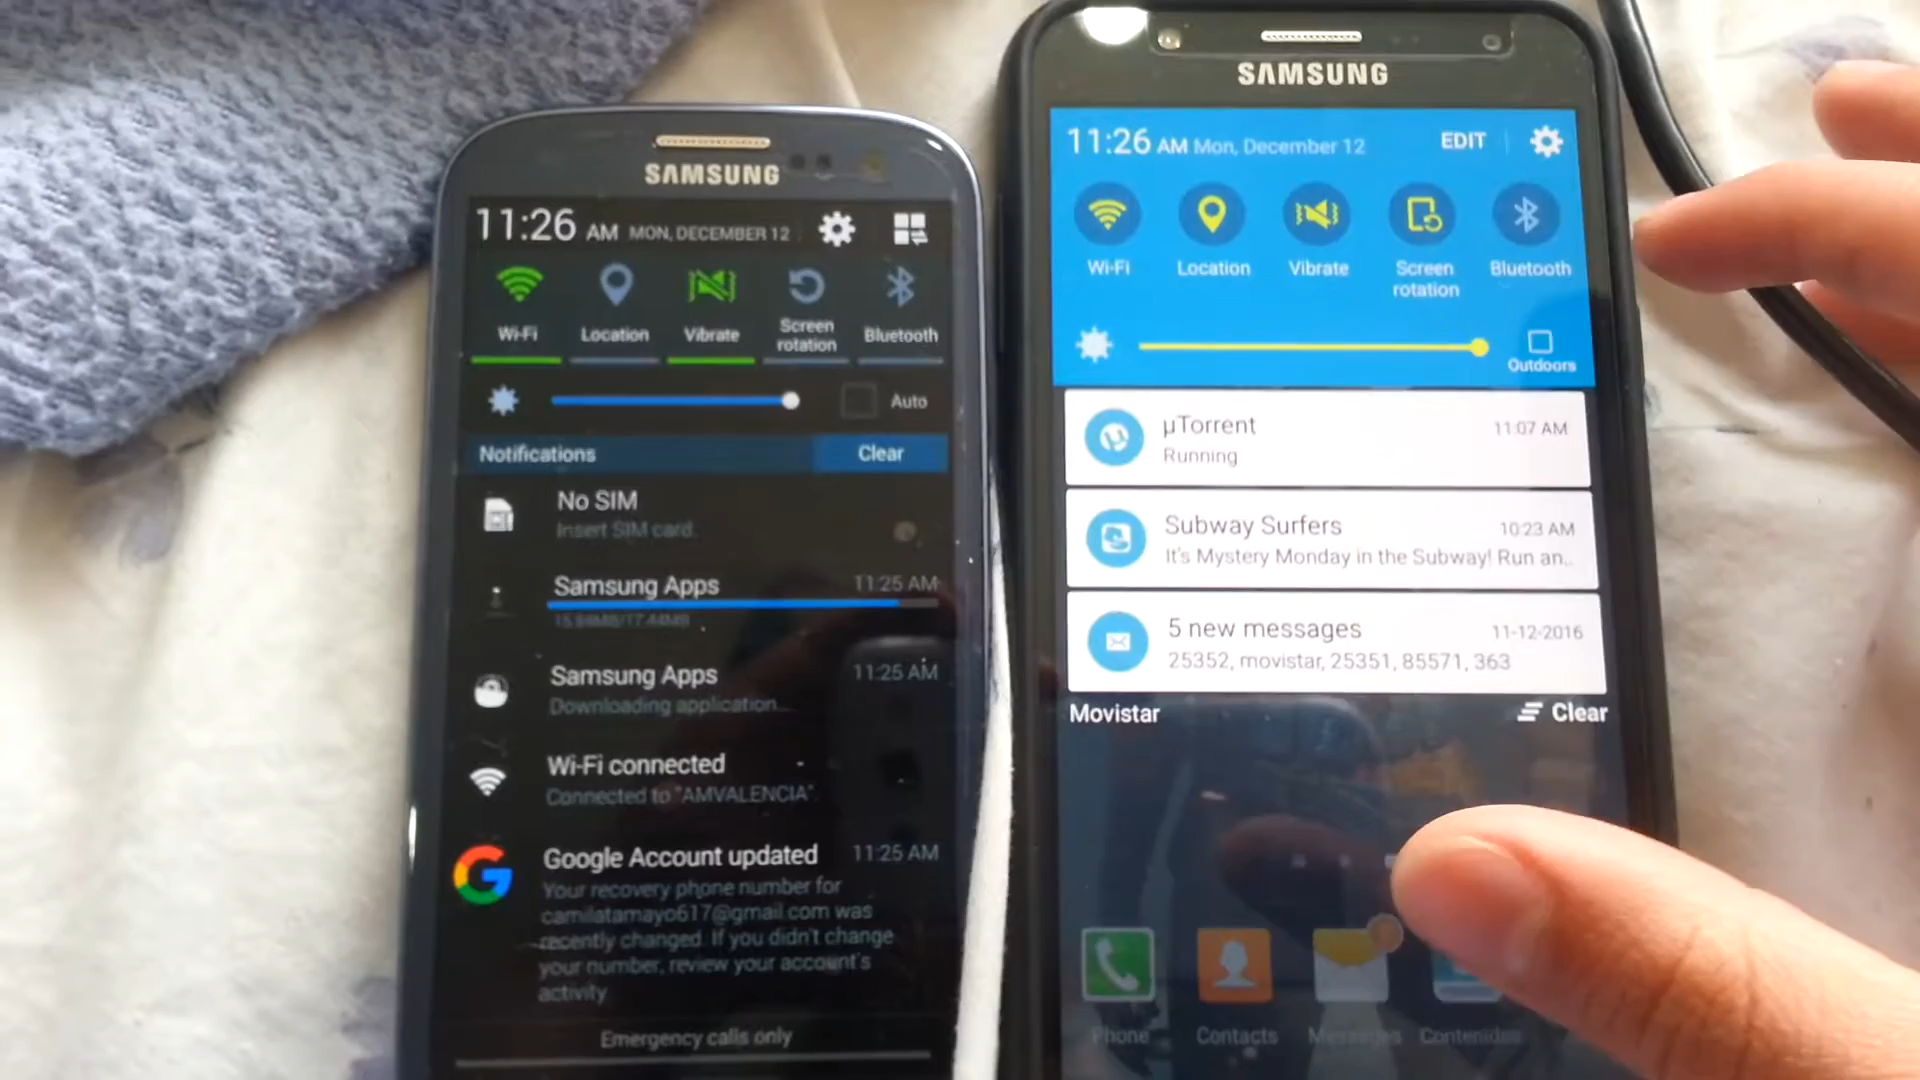 SAMSUNG
11:26 AM MON, DECEMBER 12
Wi-Fi
Location
Vibrate
Screen
rotation
Bluetooth
Auto
Notifications
Clear
No SIM
Insert SIM card.
Samsung Apps 11:25 AM
15.88MB/17.44MB
Samsung Apps 11:25 AM
Downloading application...
Wi-Fi connected
Connected to "AMVALENCIA".
Google Account updated 11:25 AM
Your recovery phone number for
camilatamayo617@gmail.com was
recently changed. If you didn't change
your number, review your account's
activity
Emergency calls only
SAMSUNG
11:26 AM Mon, December 12 EDIT
Wi-Fi
Location
Vibrate
Screen
rotation
Bluetooth
Outdoors
µTorrent 11:07 AM
Running
Subway Surfers 10:23 AM
It's Mystery Monday in the Subway! Run an..
5 new messages 11-12-2016
25352, movistar, 25351, 85571, 363
Movistar
Clear
Phone
Contacts
Messages
Contenidos